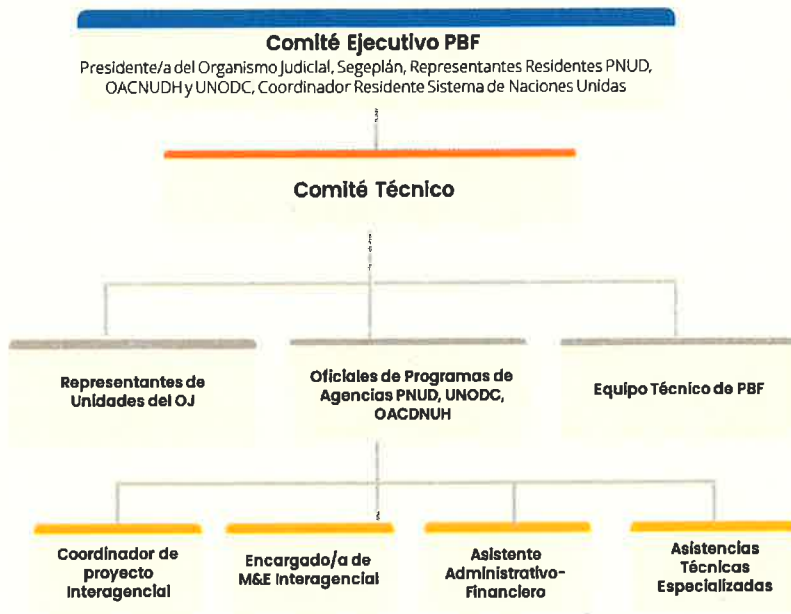 Comité Ejecutivo PBF
Presidente/a del Organismo Judicial, Segeplán, Representantes Residentes PNUD,
OACNUDH y UNODC, Coordinador Residente Sistema de Naciones Unidas
Comité Técnico
Representantes de
Unidades del OJ
Oficiales de Programas de
Agencias PNUD, UNODC,
OACDNUH
Equipo Técnico de PBF
Coordinador de
proyecto
Interagencial
Encargado/a de
M&E Interagencial
Asistente
Administrativo-
Financiero
Asistencias
Técnicas
Especializadas